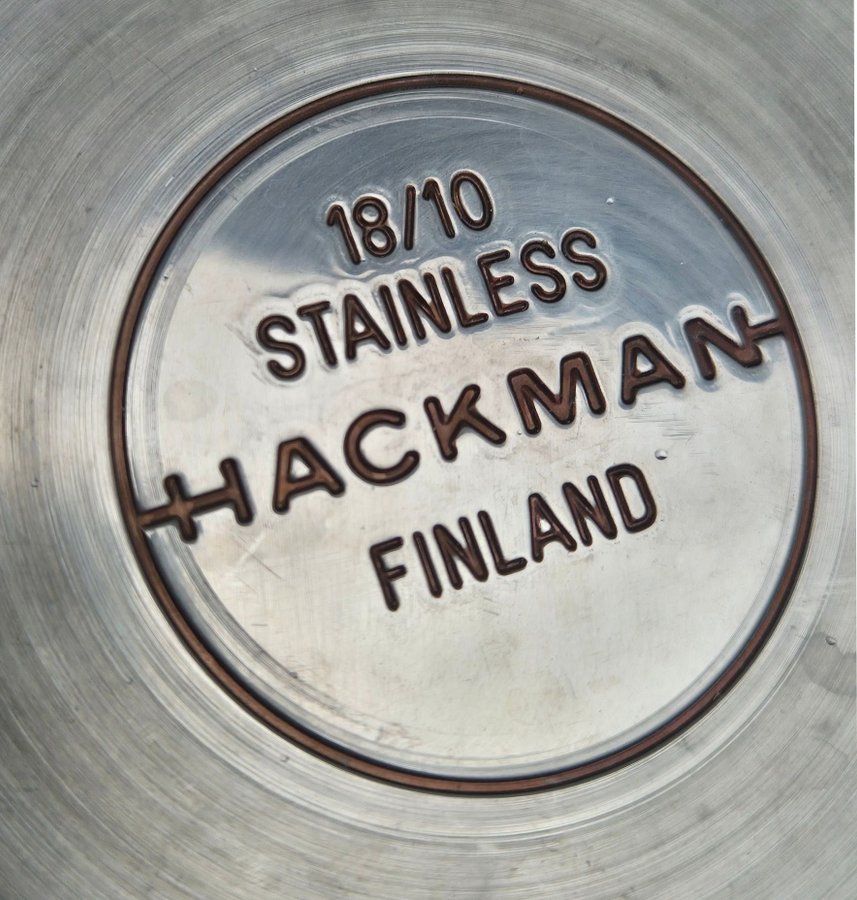 18/10
STAINLESS
HACKMAN
FINLAND